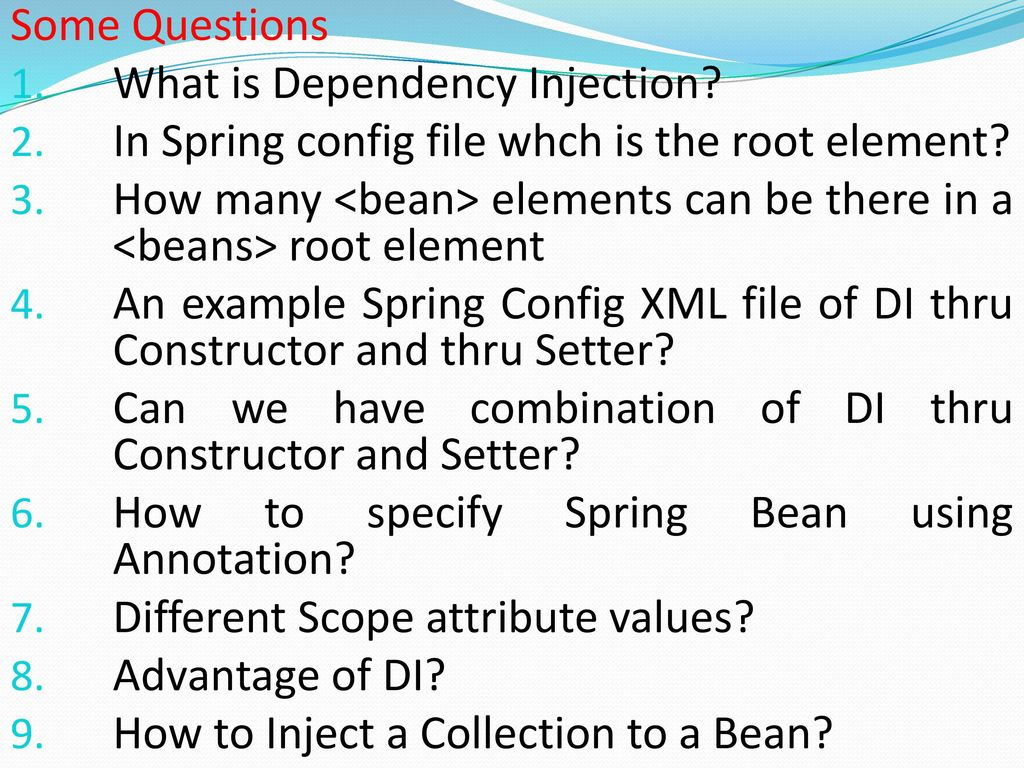 Some Questions
1. What is Dependency Injection?
2. In Spring config file whch is the root element?
3. How many <bean> elements can be there in a
<beans> root element
4. An example Spring Config XML file of DI thru
Constructor and thru Setter?
5. Can we have combination of DI thru
Constructor and Setter?
6. How to specify Spring Bean using
Annotation?
7. Different Scope attribute values?
8. Advantage of DI?
9. How to Inject a Collection to a Bean?